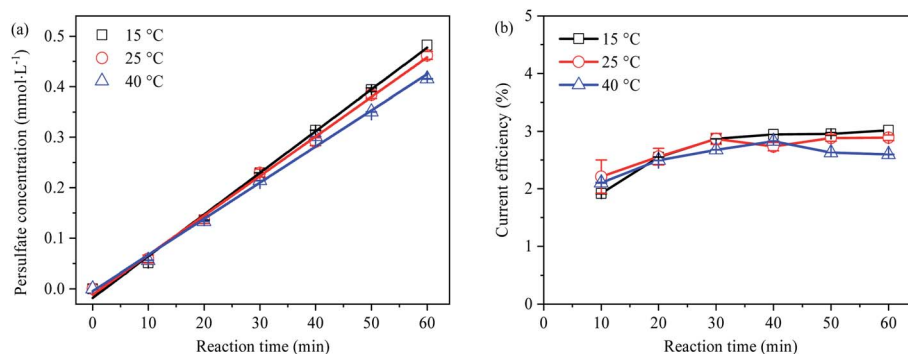 (a)
15 °C
25 °C
40 °C
Persulfate concentration (mmol·L⁻¹)
0.5
0.4
0.3
0.2
0.1
0.0
0 10 20 30 40 50 60
Reaction time (min)
(b)
15 °C
25 °C
40 °C
Current efficiency (%)
5
4
3
2
1
0
0 10 20 30 40 50 60
Reaction time (min)